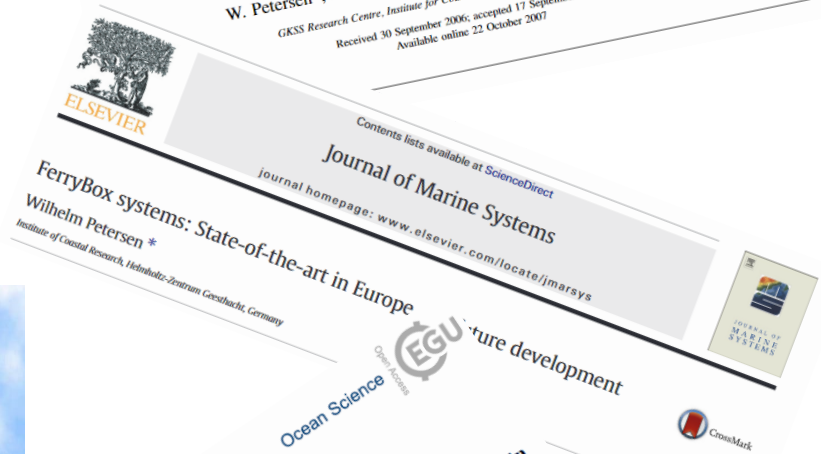 W. Petersen
GKSS Research Centre, Institute for
Received 30 September 2006; accepted 17
Available online 22 October 2007
ELSEVIER
Contents lists available at ScienceDirect
Journal of Marine Systems
journal homepage: www.elsevier.com/locate/jmarsys
JOURNAL OF
MARINE
SYSTEMS
FerryBox systems: State-of-the-art in Europe
ture development
Wilhelm Petersen *
Institute of Coastal Research, Helmholtz-Zentrum Geesthacht, Germany
CrossMark
Ocean Science
Open Access
EGU